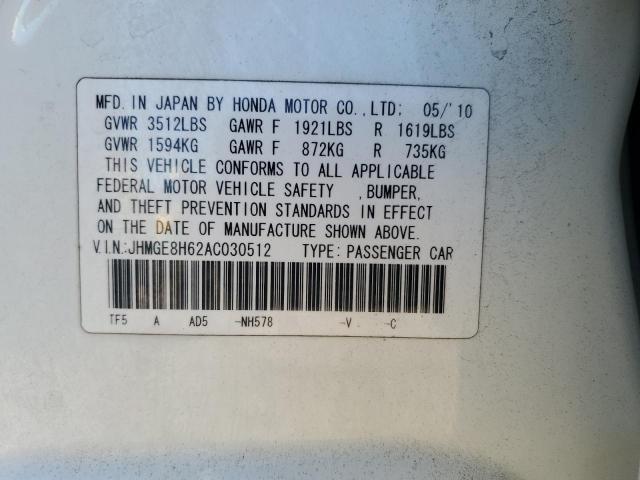 MFD. IN JAPAN BY HONDA MOTOR CO., LTD; 05/'10
GVWR 3512LBS GAWR F 1921LBS R 1619LBS
GVWR 1594KG GAWR F 872KG R 735KG
THIS VEHICLE CONFORMS TO ALL APPLICABLE
FEDERAL MOTOR VEHICLE SAFETY ,BUMPER,
AND THEFT PREVENTION STANDARDS IN EFFECT
ON THE DATE OF MANUFACTURE SHOWN ABOVE.
V.I.N.:JHMGE8H62AC030512 TYPE: PASSENGER CAR
TF5 A AD5 -NH578 -V -C